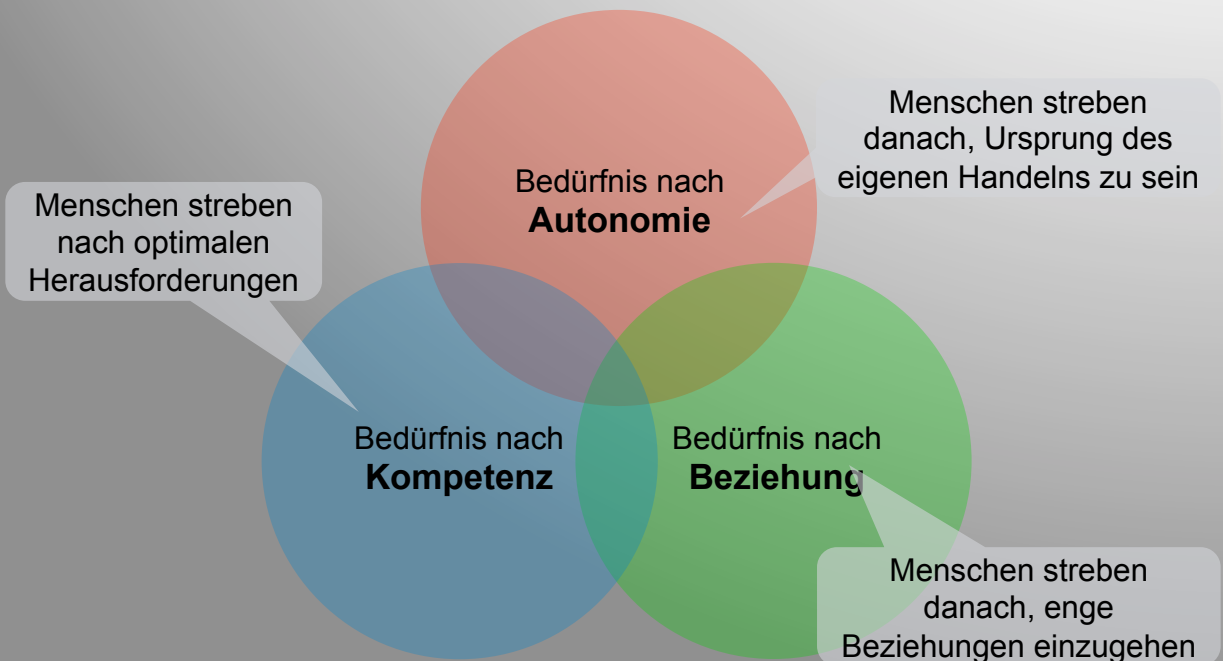 Menschen streben
danach, Ursprung des
eigenen Handelns zu sein
Bedürfnis nach
Autonomie
Menschen streben
nach optimalen
Herausforderungen
Bedürfnis nach
Kompetenz
Bedürfnis nach
Beziehung
Menschen streben
danach, enge
Beziehungen einzugehen